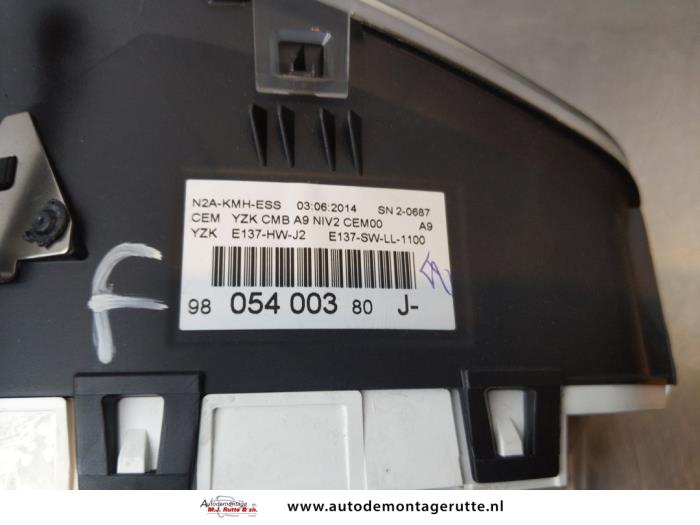 N2A-KMH-ESS 03:06:2014 SN 2-0687
CEM YZK CMB A9 NIV2 CEM00 A9
YZK E137-HW-J2 E137-SW-LL-1100
98 054 003 80 J-
F
Autodemontage
M.J. Rutte & zn.
www.autodemontagerutte.nl